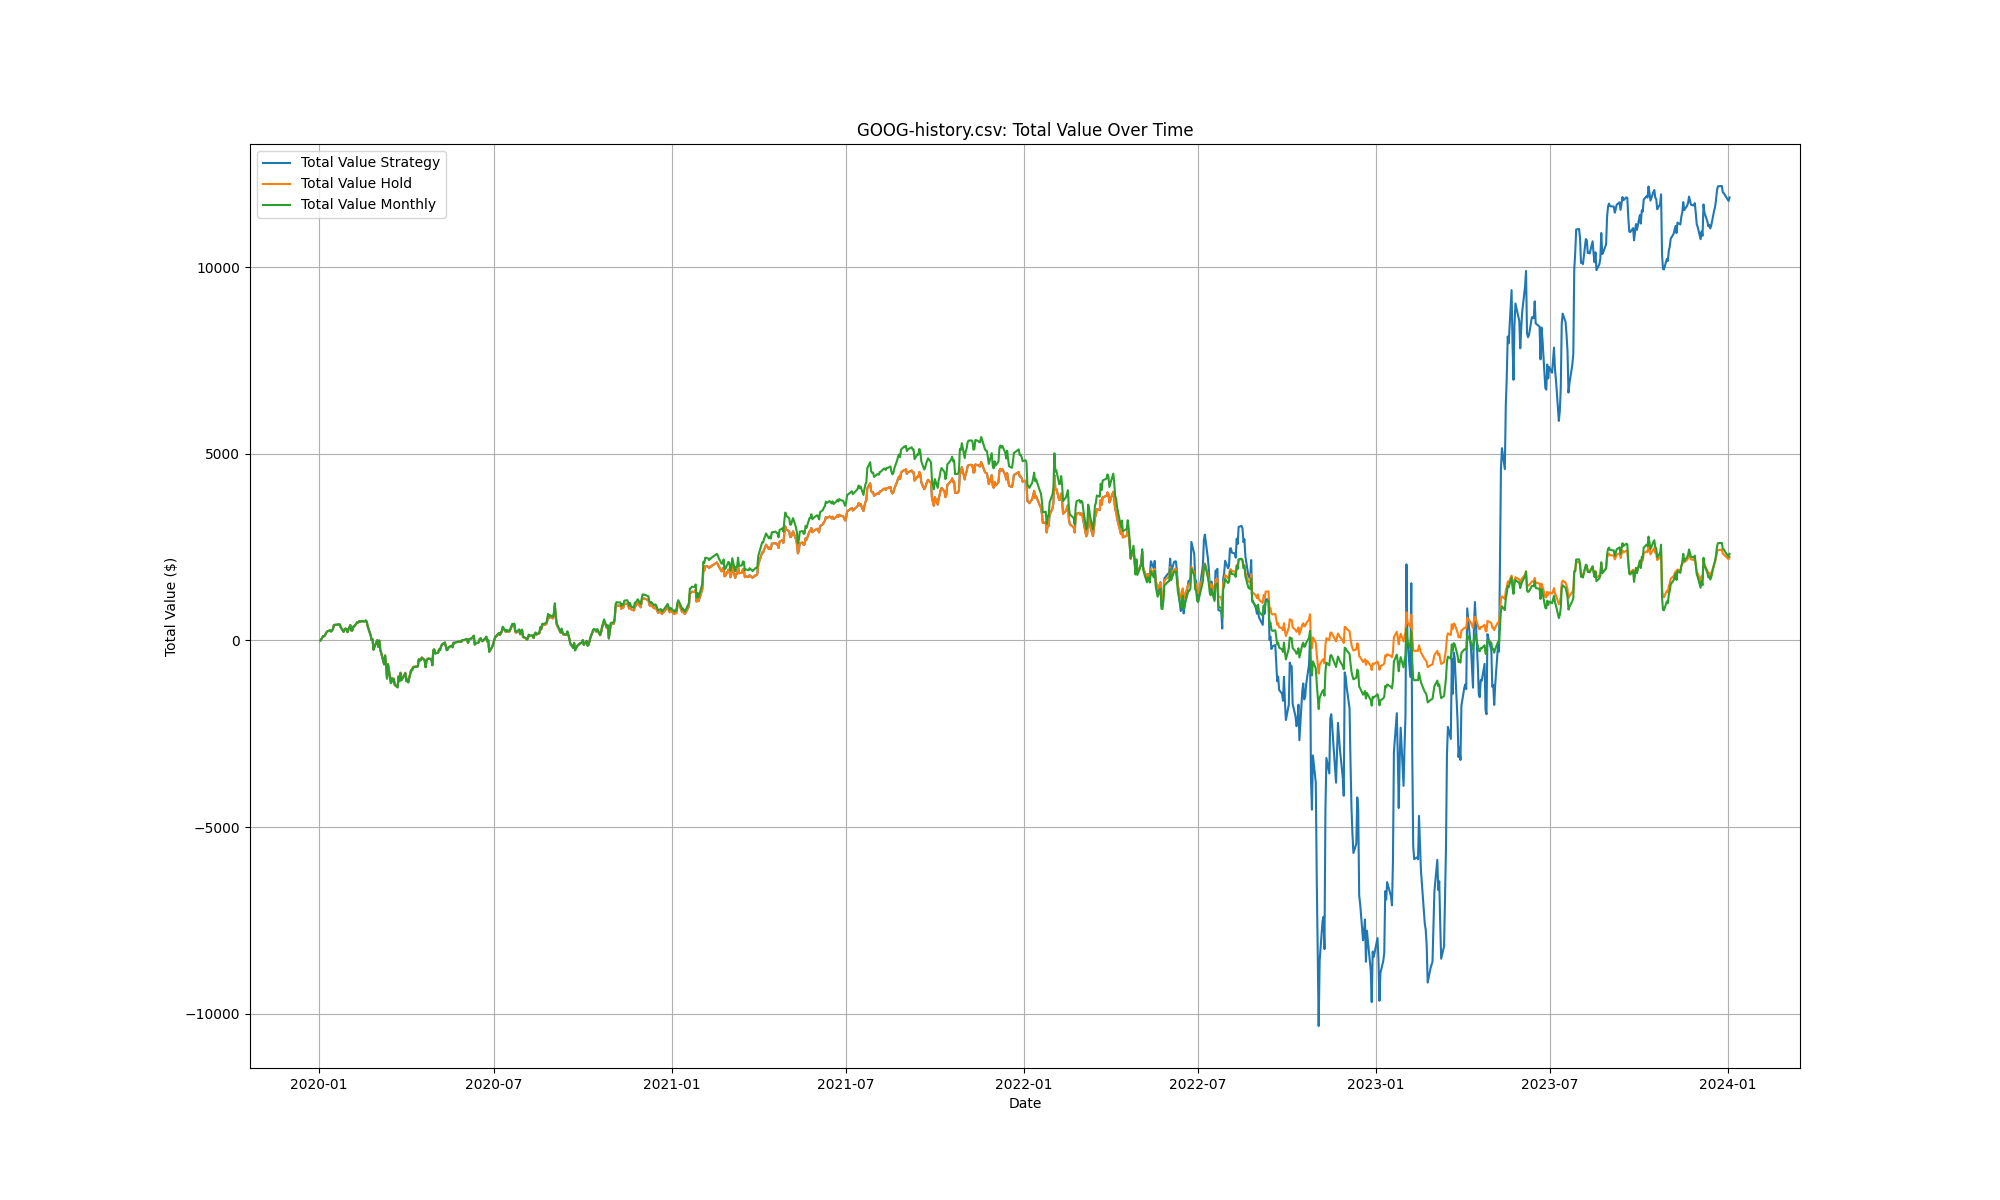 GOOG-history.csv: Total Value Over Time
Total Value Strategy
Total Value Hold
Total Value Monthly
Total Value ($)
10000
5000
0
−5000
−10000
2020-01 2020-07 2021-01 2021-07 2022-01 2022-07 2023-01 2023-07 2024-01
Date